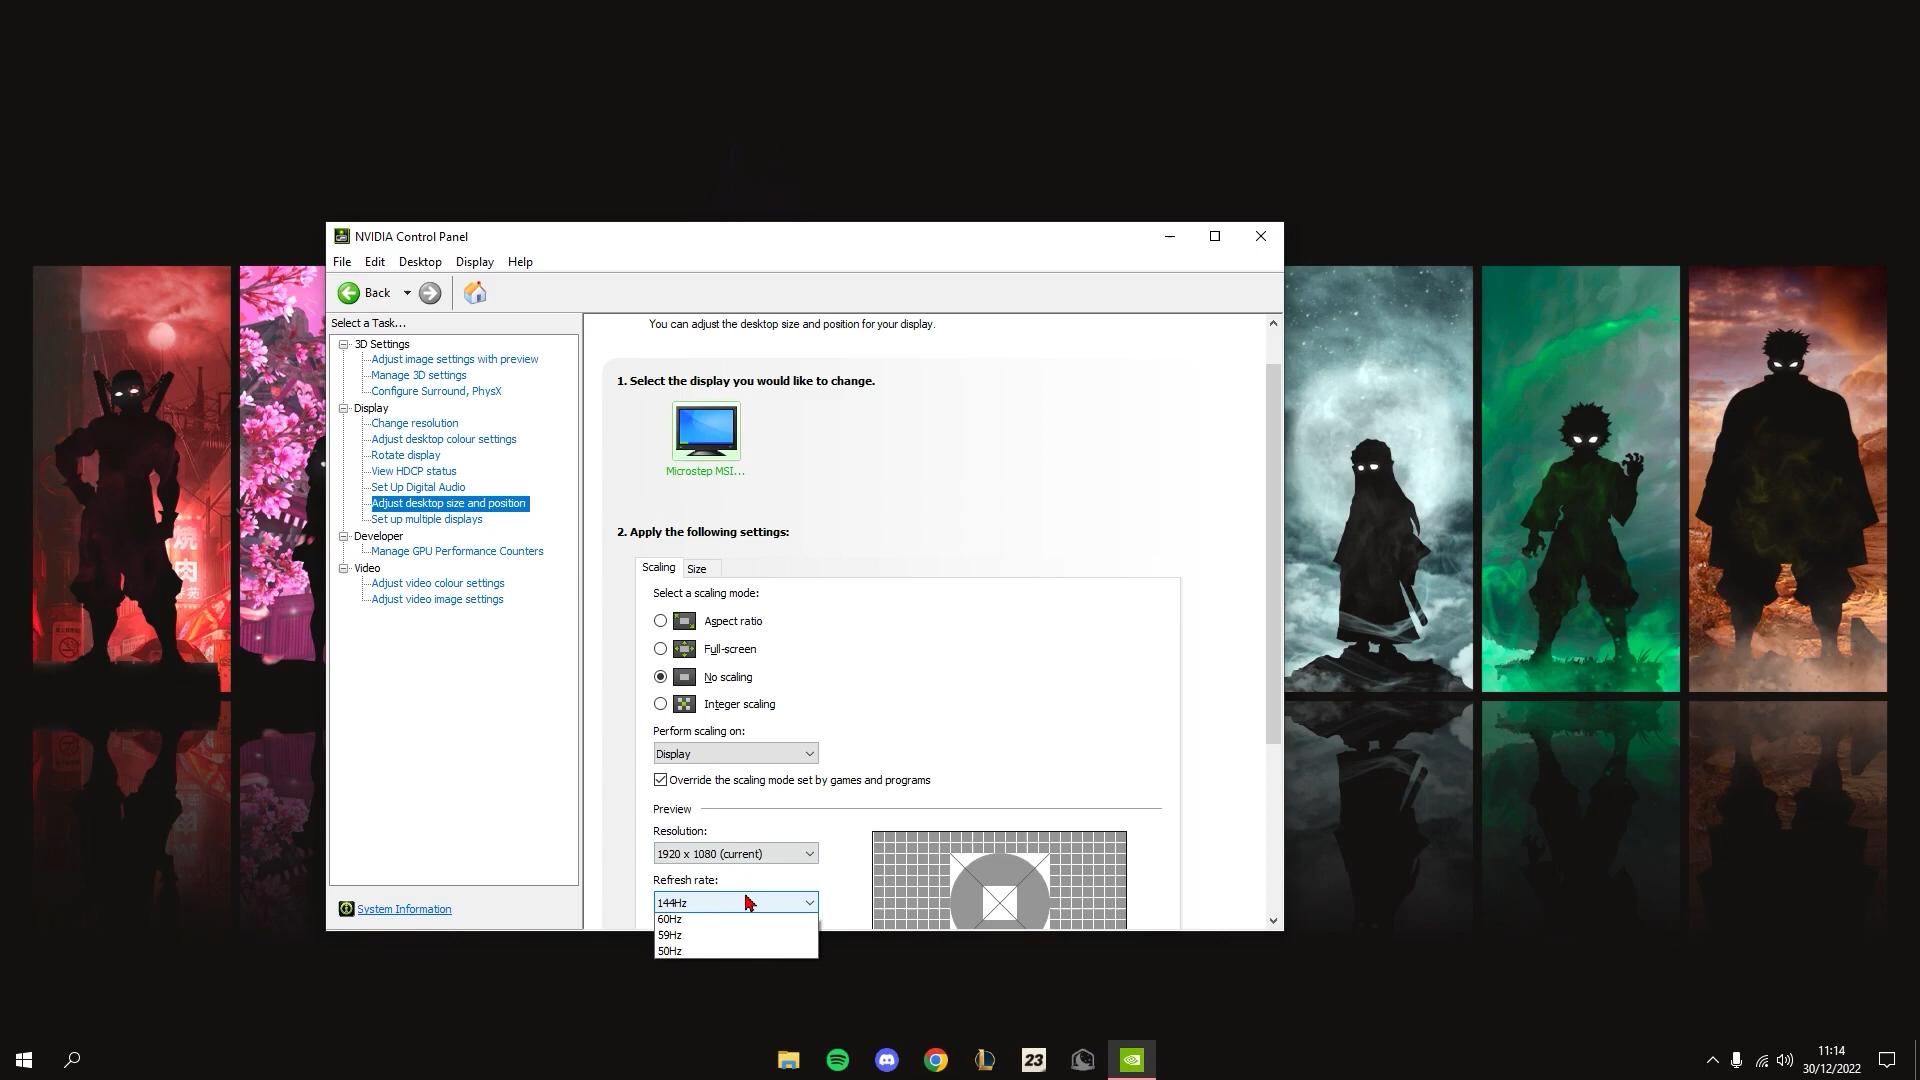 NVIDIA Control Panel
File Edit Desktop Display Help
Back
Select a Task...
3D Settings
Adjust image settings with preview
Manage 3D settings
Configure Surround, PhysX
Display
Change resolution
Adjust desktop colour settings
Rotate display
View HDCP status
Set Up Digital Audio
Adjust desktop size and position
Set up multiple displays
Developer
Manage GPU Performance Counters
Video
Adjust video colour settings
Adjust video image settings
System Information
You can adjust the desktop size and position for your display.
1. Select the display you would like to change.
Microstep MSI...
2. Apply the following settings:
Scaling Size
Select a scaling mode:
Aspect ratio
Full-screen
No scaling
Integer scaling
Perform scaling on:
Display
Override the scaling mode set by games and programs
Preview
Resolution:
1920 x 1080 (current)
Refresh rate:
144Hz
60Hz
59Hz
50Hz
焼
肉
23
11:14
30/12/2022